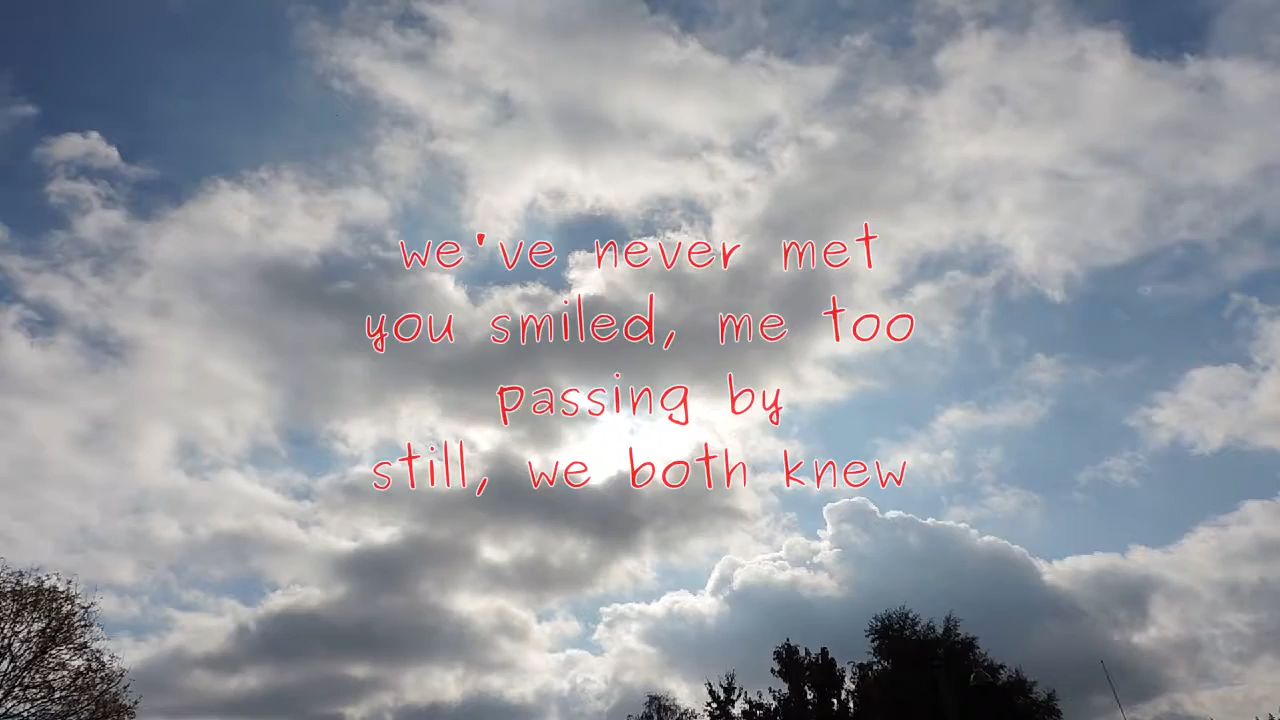 we've never met
you smiled, me too
passing by
still, we both knew